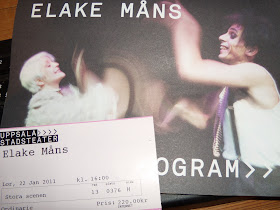 ELAKE MÅNS
UPPSALA>>>
STADSTEATER
Elake Måns
Lör, 22 Jan 2011 kl. 16:00
Stora scenen 13 0376 H
Ordinarie Pris: 220,00kr
OGRAM>>